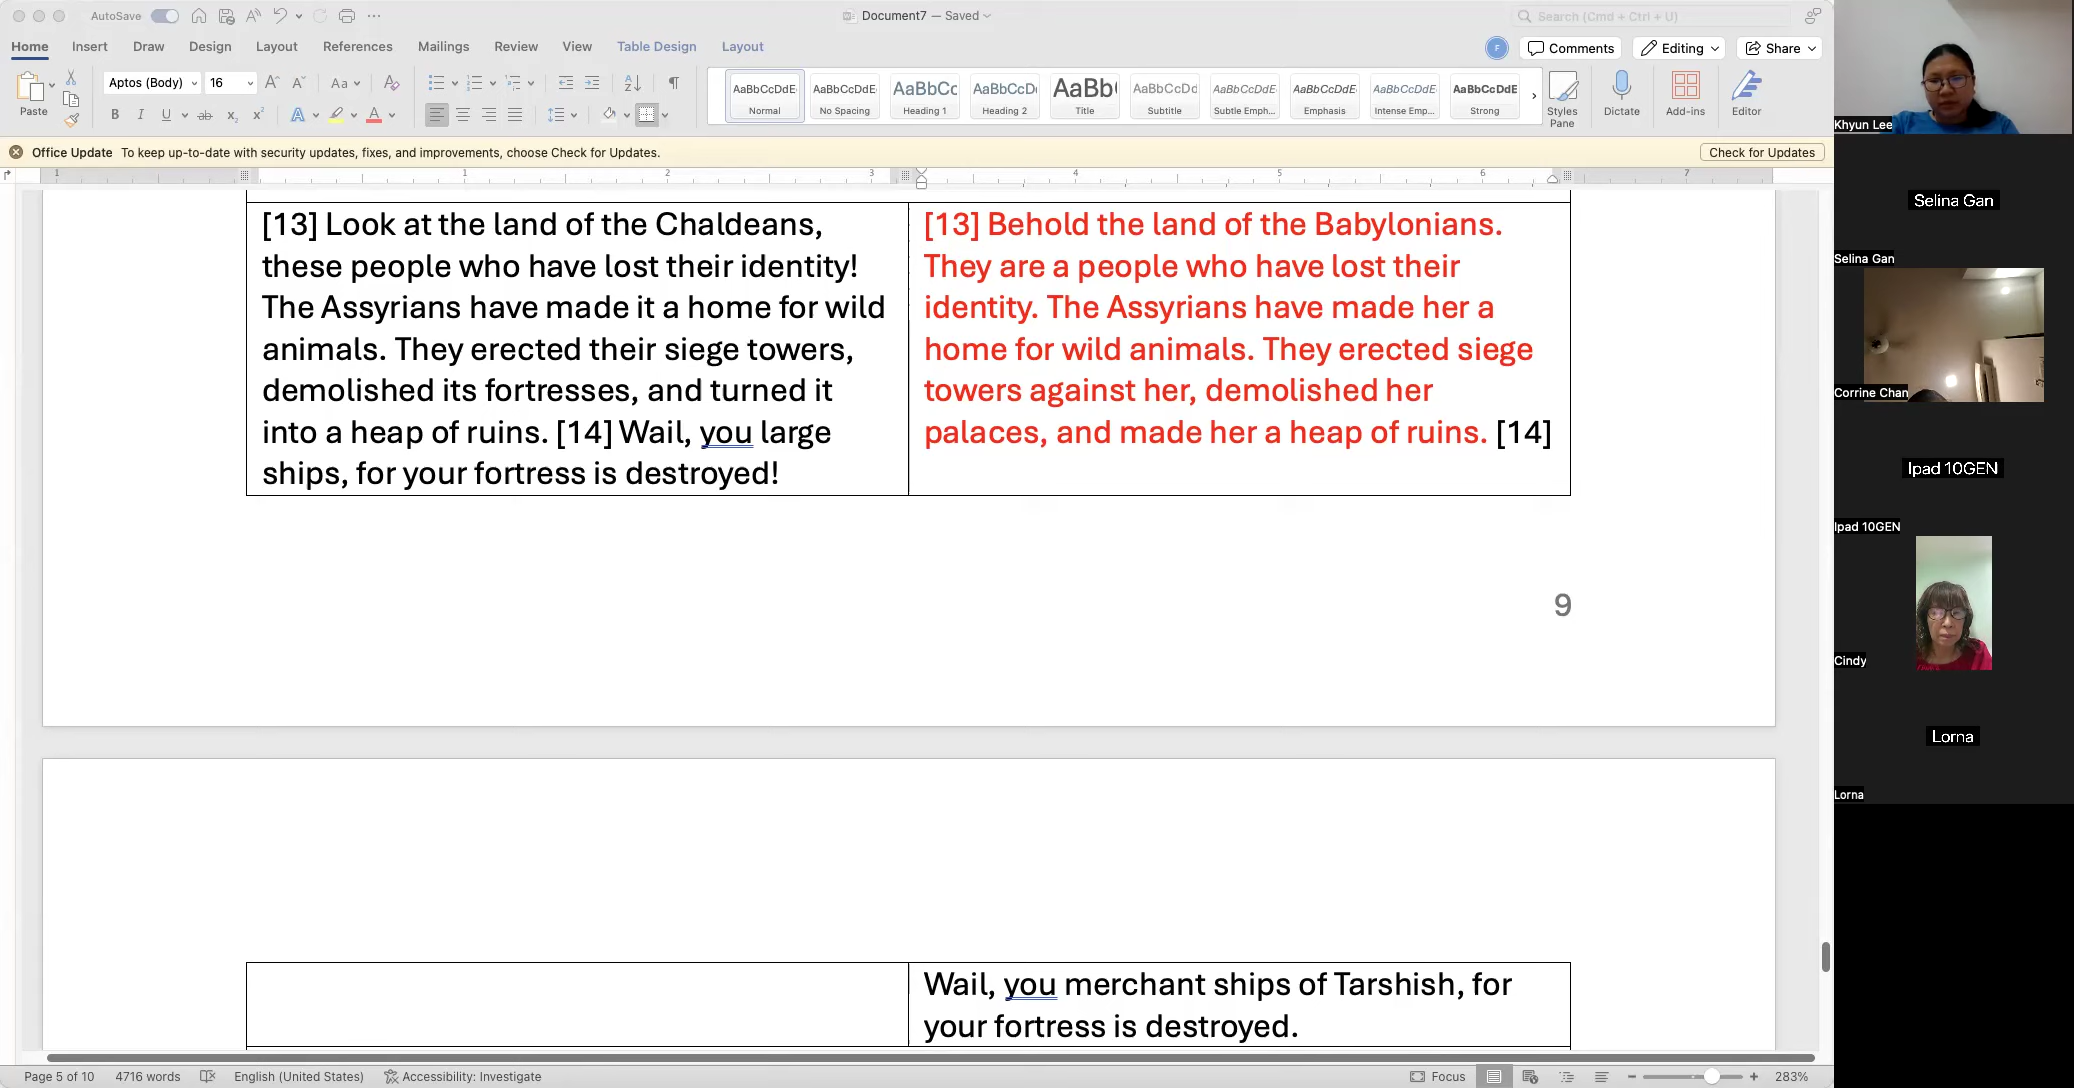 AutoSave
Document7 — Saved
Search (Cmd + Ctrl + U)
Home Insert Draw Design Layout References Mailings Review View Table Design Layout
F Comments Editing Share
Paste
Aptos (Body) 16
AaBbCcDdE AaBbCcDdE AaBbCc AaBbCcDc AaBb( AaBbCcDd AaBbCcDdE AaBbCcDdE AaBbCcDdE AaBbCcDdE
Normal No Spacing Heading 1 Heading 2 Title Subtitle Subtle Emph... Emphasis Intense Emp... Strong
Styles Pane
Dictate
Add-ins
Editor
Office Update To keep up-to-date with security updates, fixes, and improvements, choose Check for Updates.
Check for Updates
1 1 2 3 4 5 6 7
[13] Look at the land of the Chaldeans,
these people who have lost their identity!
The Assyrians have made it a home for wild
animals. They erected their siege towers,
demolished its fortresses, and turned it
into a heap of ruins. [14] Wail, you large
ships, for your fortress is destroyed!
[13] Behold the land of the Babylonians.
They are a people who have lost their
identity. The Assyrians have made her a
home for wild animals. They erected siege
towers against her, demolished her
palaces, and made her a heap of ruins. [14]
9
Wail, you merchant ships of Tarshish, for
your fortress is destroyed.
Page 5 of 10 4716 words English (United States) Accessibility: Investigate
Focus
283%
Khyun Lee
Selina Gan
Selina Gan
Corrine Chan
Ipad 10GEN
Ipad 10GEN
Cindy
Lorna
Lorna